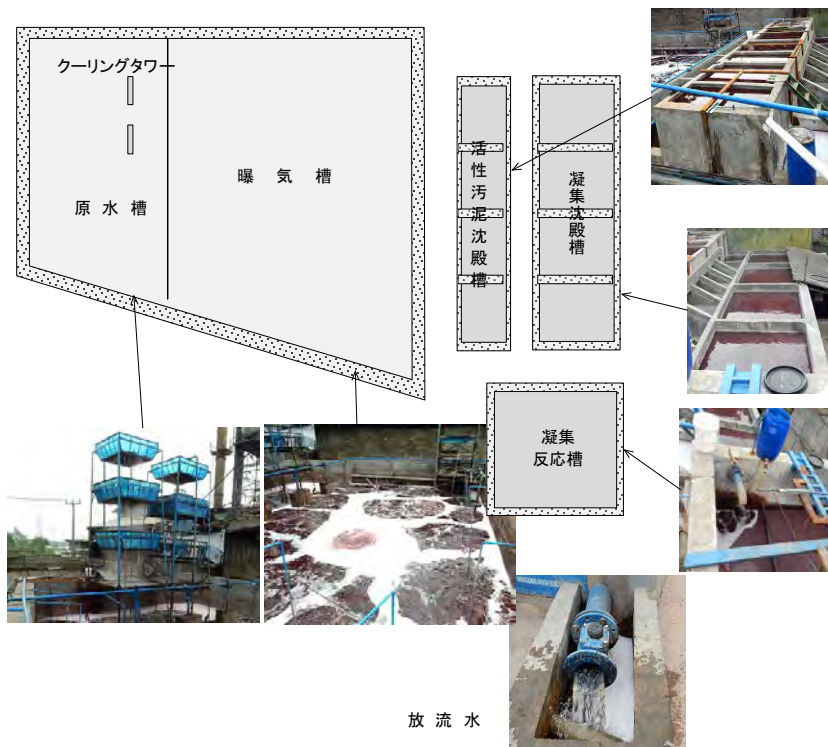 クーリングタワー
原水槽
曝気槽
活性汚泥沈殿槽
凝集沈殿槽
凝集
反応槽
放流水